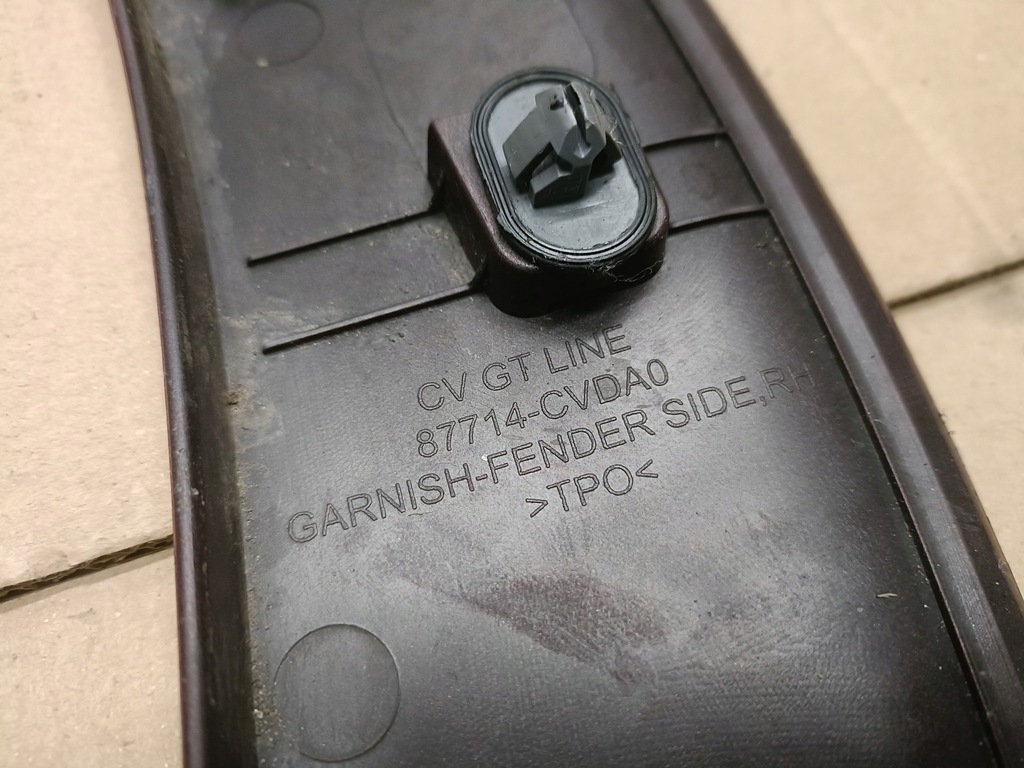 CV GT LINE
87714-CVDA0
GARNISH-FENDER SIDE,RH
>TPO<